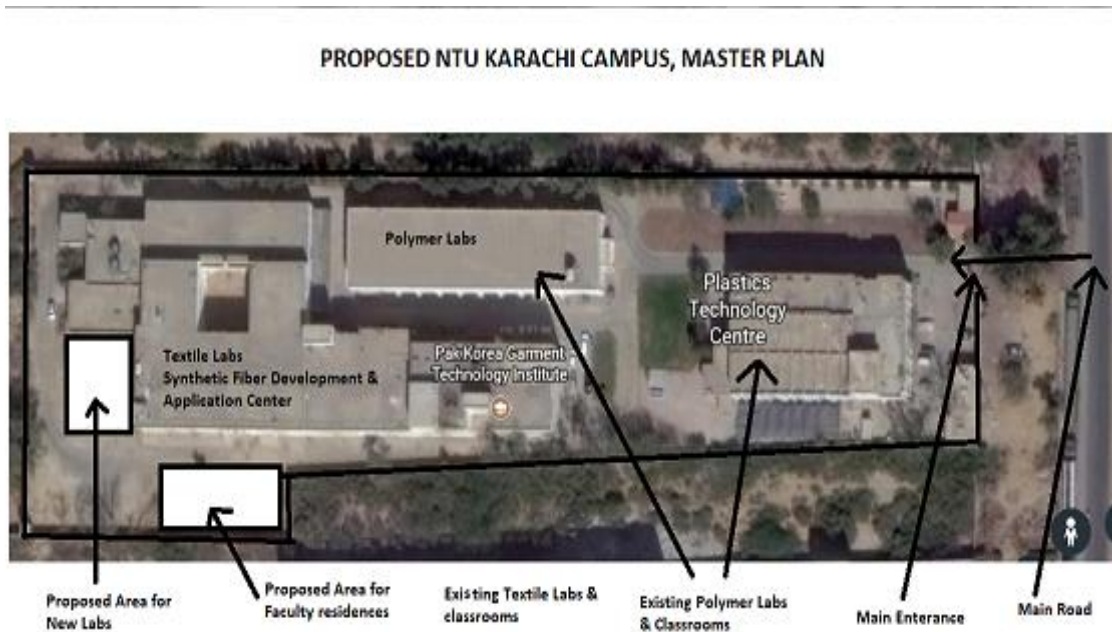 PROPOSED NTU KARACHI CAMPUS, MASTER PLAN
Polymer Labs
Plastics
Technology
Centre
Textile Labs
Synthetic Fiber Development &
Application Center
Pak Korea Garment
Technology Institute
Proposed Area for
New Labs
Proposed Area for
Faculty residences
Existing Textile Labs &
classrooms
Existing Polymer Labs
& Classrooms
Main Enterance
Main Road